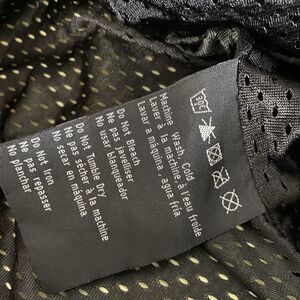 30
Machine Wash, Cold
Laver à la machine à l'eau froide
Lavar a máquina, agua fría
Do Not Bleach
Ne pas javeliser
No usar blanqueador
Do Not Tumble Dry
Ne pas sécher à la machine
No secar en máquina
Do Not Iron
Ne pas repasser
No planchar